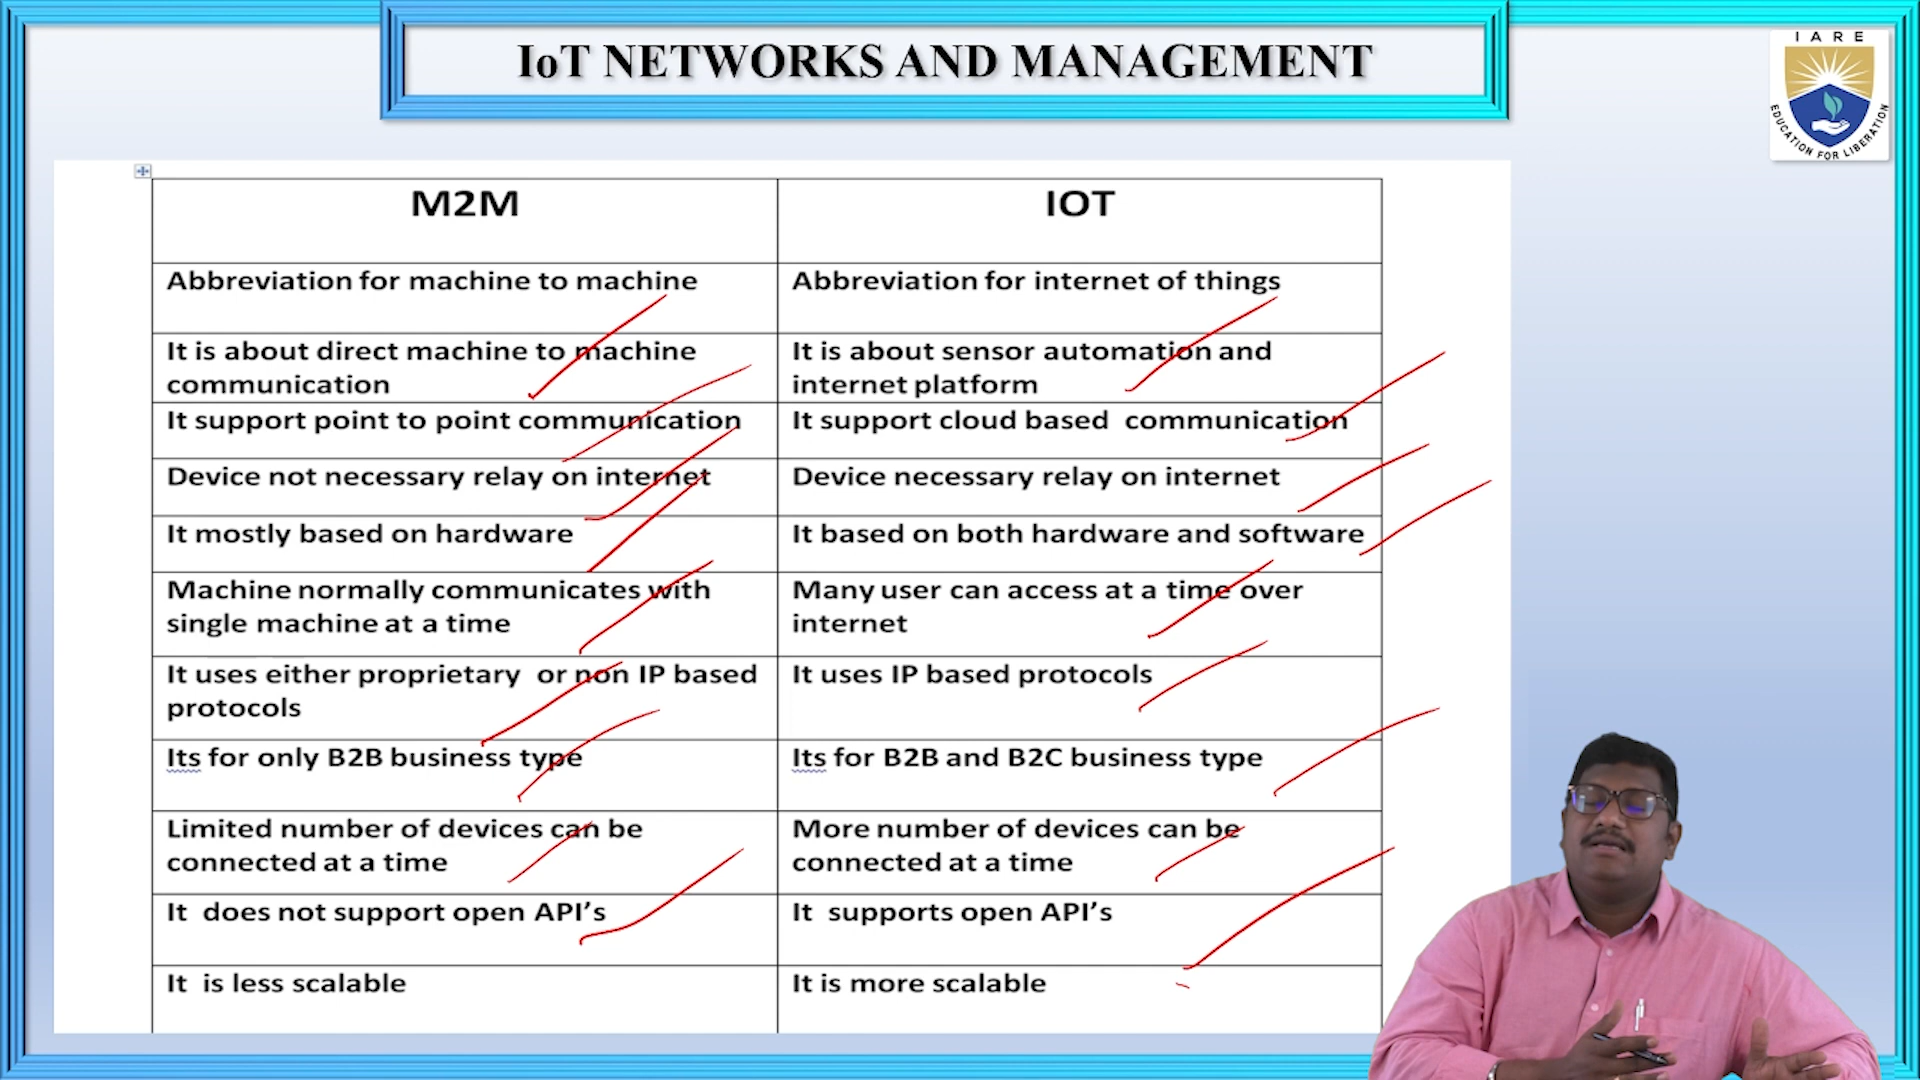 IoT NETWORKS AND MANAGEMENT
IARE
EDUCATION FOR LIBERATION
M2M
IOT
Abbreviation for machine to machine
Abbreviation for internet of things
It is about direct machine to machine
communication
It is about sensor automation and
internet platform
It support point to point communication
It support cloud based communication
Device not necessary relay on internet
Device necessary relay on internet
It mostly based on hardware
It based on both hardware and software
Machine normally communicates with
single machine at a time
Many user can access at a time over
internet
It uses either proprietary or non IP based
protocols
It uses IP based protocols
Its for only B2B business type
Its for B2B and B2C business type
Limited number of devices can be
connected at a time
More number of devices can be
connected at a time
It does not support open API’s
It supports open API’s
It is less scalable
It is more scalable